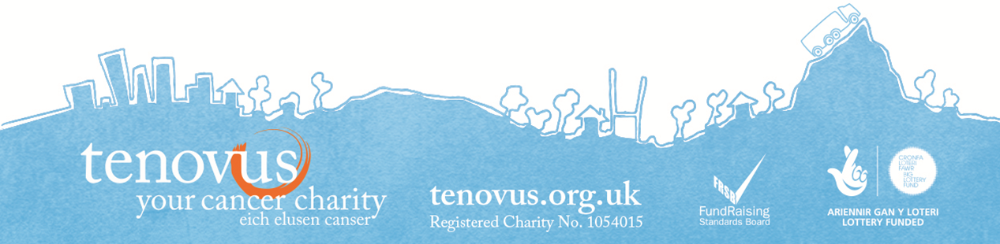 tenovus
your cancer charity
eich elusen canser
tenovus.org.uk
Registered Charity No. 1054015
FRSB
FundRaising
Standards Board
CRONFA
LOTERI
FAWR
BIG
LOTTERY
FUND
ARIENNIR GAN Y LOTERI
LOTTERY FUNDED